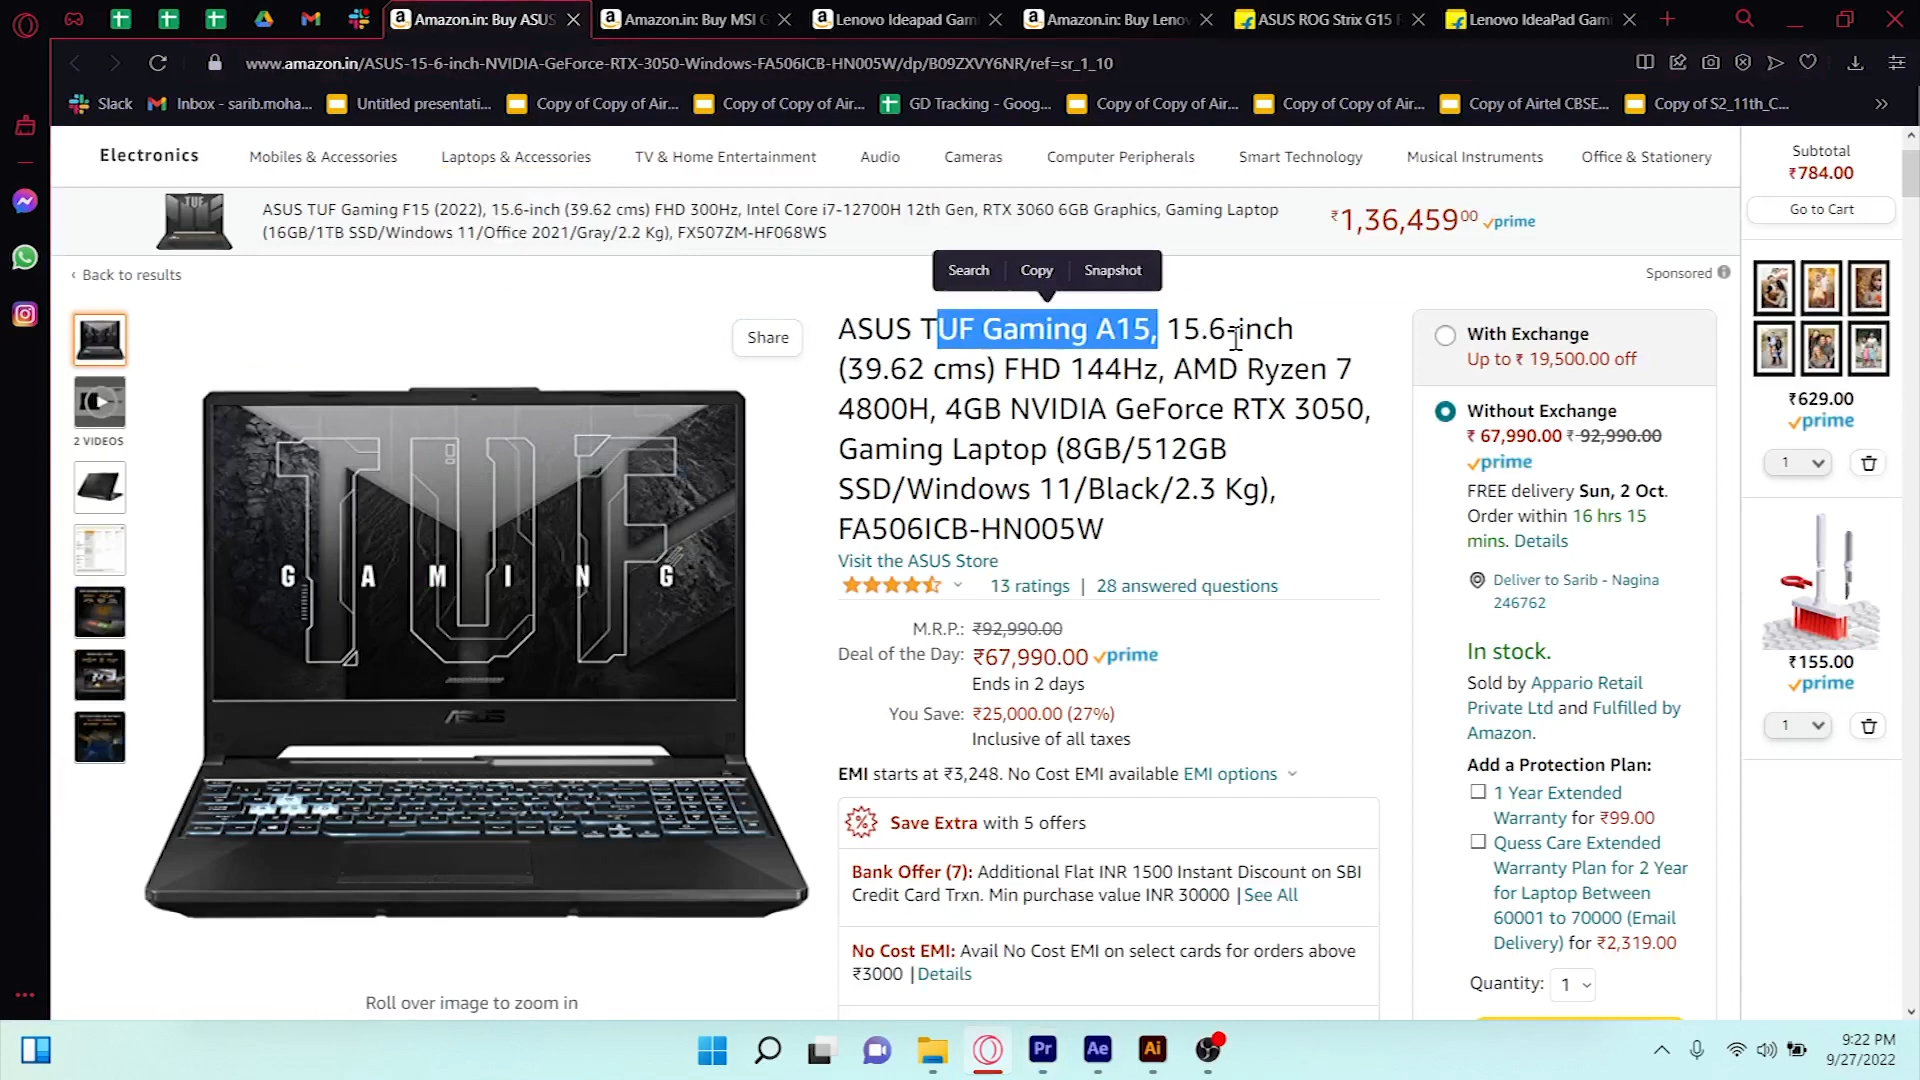 Amazon.in: Buy ASUS
Amazon.in: Buy MSI G
Lenovo Ideapad Gam
Amazon.in: Buy Leno
ASUS ROG Strix G15 R
Lenovo IdeaPad Gam
www.amazon.in/ASUS-15-6-inch-NVIDIA-GeForce-RTX-3050-Windows-FA506ICB-HN005W/dp/B09ZXVY6NR/ref=sr_1_10
Slack
Inbox - sarib.moha...
Untitled presentati...
Copy of Copy of Air...
Copy of Copy of Air...
GD Tracking - Goog...
Copy of Copy of Air...
Copy of Copy of Air...
Copy of Airtel CBSE...
Copy of S2_11th_C...
Electronics
Mobiles & Accessories
Laptops & Accessories
TV & Home Entertainment
Audio
Cameras
Computer Peripherals
Smart Technology
Musical Instruments
Office & Stationery
Subtotal
₹784.00
Go to Cart
ASUS TUF Gaming F15 (2022), 15.6-inch (39.62 cms) FHD 300Hz, Intel Core i7-12700H 12th Gen, RTX 3060 6GB Graphics, Gaming Laptop
(16GB/1TB SSD/Windows 11/Office 2021/Gray/2.2 Kg), FX507ZM-HF068WS
₹1,36,459⁰⁰ prime
‹ Back to results
Sponsored
Search
Copy
Snapshot
Share
2 VIDEOS
TUF
GAMING
ASUS
Roll over image to zoom in
ASUS TUF Gaming A15, 15.6-inch
(39.62 cms) FHD 144Hz, AMD Ryzen 7
4800H, 4GB NVIDIA GeForce RTX 3050,
Gaming Laptop (8GB/512GB
SSD/Windows 11/Black/2.3 Kg),
FA506ICB-HN005W
Visit the ASUS Store
13 ratings | 28 answered questions
M.R.P.: ₹92,990.00
Deal of the Day: ₹67,990.00 prime
Ends in 2 days
You Save: ₹25,000.00 (27%)
Inclusive of all taxes
EMI starts at ₹3,248. No Cost EMI available EMI options
Save Extra with 5 offers
Bank Offer (7): Additional Flat INR 1500 Instant Discount on SBI
Credit Card Trxn. Min purchase value INR 30000 | See All
No Cost EMI: Avail No Cost EMI on select cards for orders above
₹3000 | Details
With Exchange
Up to ₹ 19,500.00 off
Without Exchange
₹ 67,990.00 ₹ 92,990.00
prime
FREE delivery Sun, 2 Oct.
Order within 16 hrs 15
mins. Details
Deliver to Sarib - Nagina
246762
In stock.
Sold by Appario Retail
Private Ltd and Fulfilled by
Amazon.
Add a Protection Plan:
1 Year Extended
Warranty for ₹99.00
Quess Care Extended
Warranty Plan for 2 Year
for Laptop Between
60001 to 70000 (Email
Delivery) for ₹2,319.00
Quantity: 1
₹629.00
prime
1
₹155.00
prime
1
Pr
Ae
Ai
9:22 PM
9/27/2022